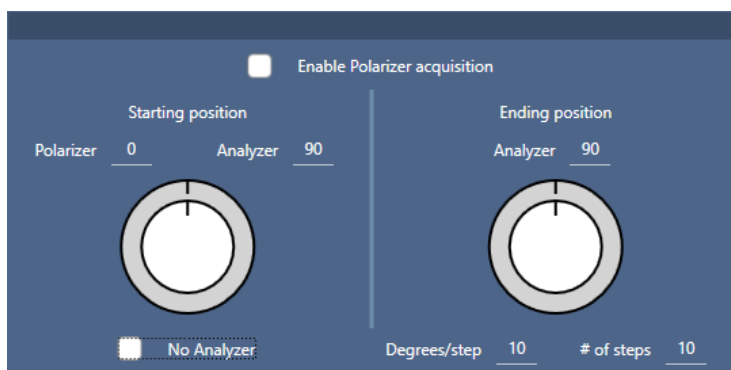 Enable Polarizer acquisition
Starting position
Polarizer 0 Analyzer 90
No Analyzer
Ending position
Analyzer 90
Degrees/step 10 # of steps 10